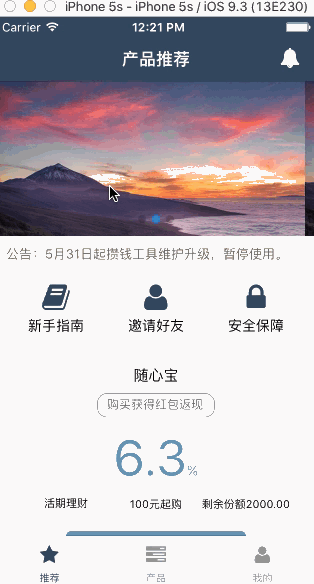 iPhone 5s - iPhone 5s / iOS 9.3 (13E230)
Carrier 12:21 PM
产品推荐
公告：5月31日起攒钱工具维护升级，暂停使用。
新手指南 邀请好友 安全保障
随心宝
购买获得红包返现
6.3%
活期理财 100元起购 剩余份额2000.00
推荐 产品 我的